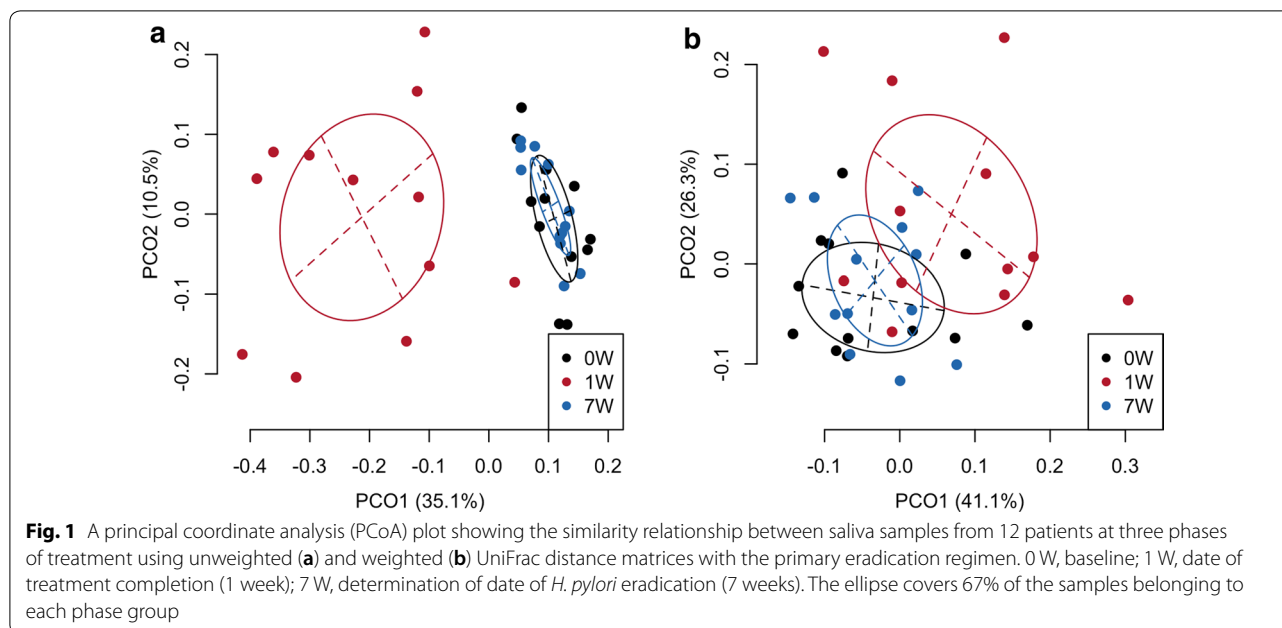 a
PCO2 (10.5%)
0.2
0.1
0.0
-0.1
-0.2
-0.4 -0.3 -0.2 -0.1 0.0 0.1 0.2
PCO1 (35.1%)
0W
1W
7W
b
PCO2 (26.3%)
0.2
0.1
0.0
-0.1
-0.1 0.0 0.1 0.2 0.3
PCO1 (41.1%)
0W
1W
7W
Fig. 1 A principal coordinate analysis (PCoA) plot showing the similarity relationship between saliva samples from 12 patients at three phases
of treatment using unweighted (a) and weighted (b) UniFrac distance matrices with the primary eradication regimen. 0 W, baseline; 1 W, date of
treatment completion (1 week); 7 W, determination of date of H. pylori eradication (7 weeks). The ellipse covers 67% of the samples belonging to
each phase group